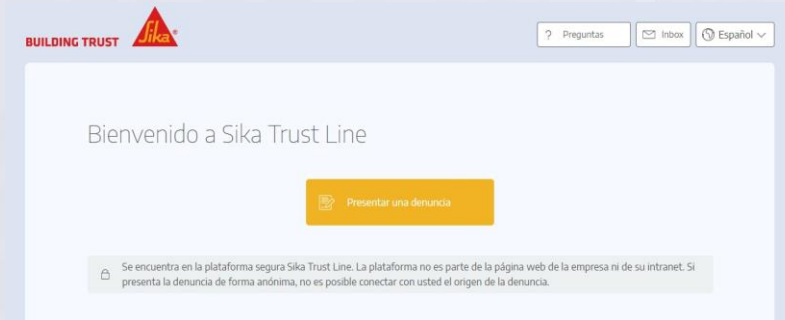 BUILDING TRUST
Sika®
? Preguntas
Inbox
Español
Bienvenido a Sika Trust Line
Presentar una denuncia
Se encuentra en la plataforma segura Sika Trust Line. La plataforma no es parte de la página web de la empresa ni de su intranet. Si
presenta la denuncia de forma anónima, no es posible conectar con usted el origen de la denuncia.